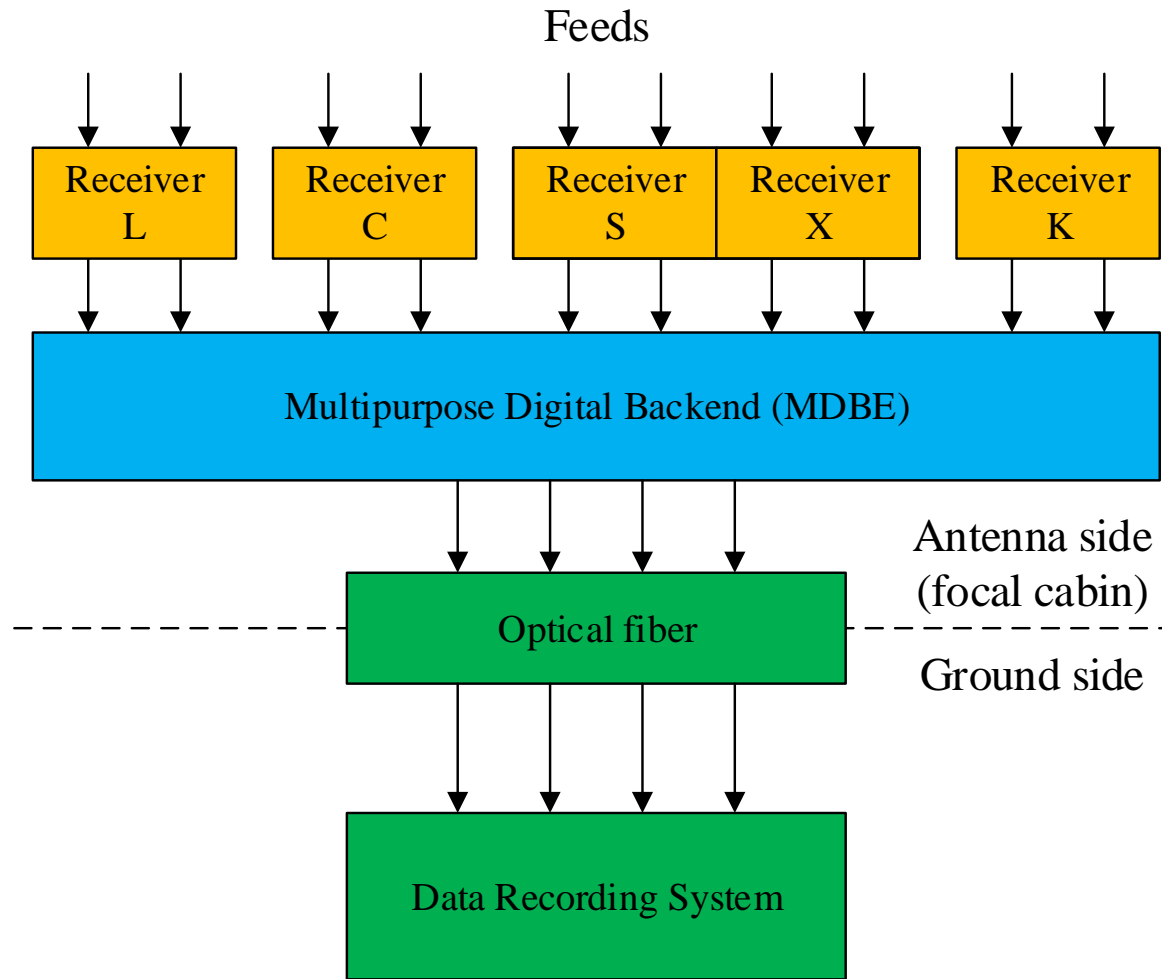 Feeds
Receiver
L
Receiver
C
Receiver
S
Receiver
X
Receiver
K
Multipurpose Digital Backend (MDBE)
Antenna side
(focal cabin)
Optical fiber
Ground side
Data Recording System